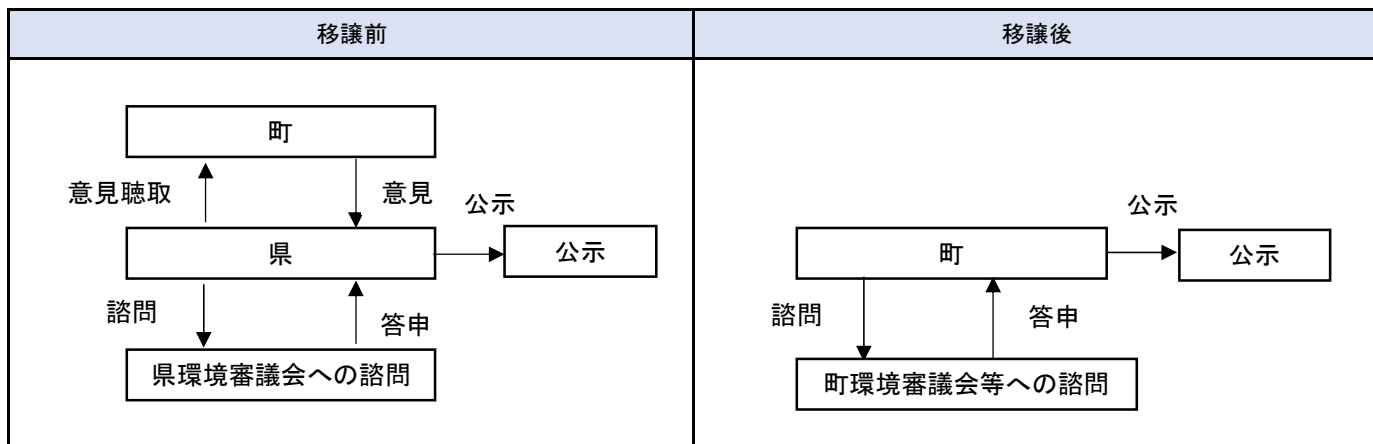 移譲前
町
意見聴取
意見
公示
県
公示
諮問
答申
県環境審議会への諮問
移譲後
公示
町
公示
諮問
答申
町環境審議会等への諮問